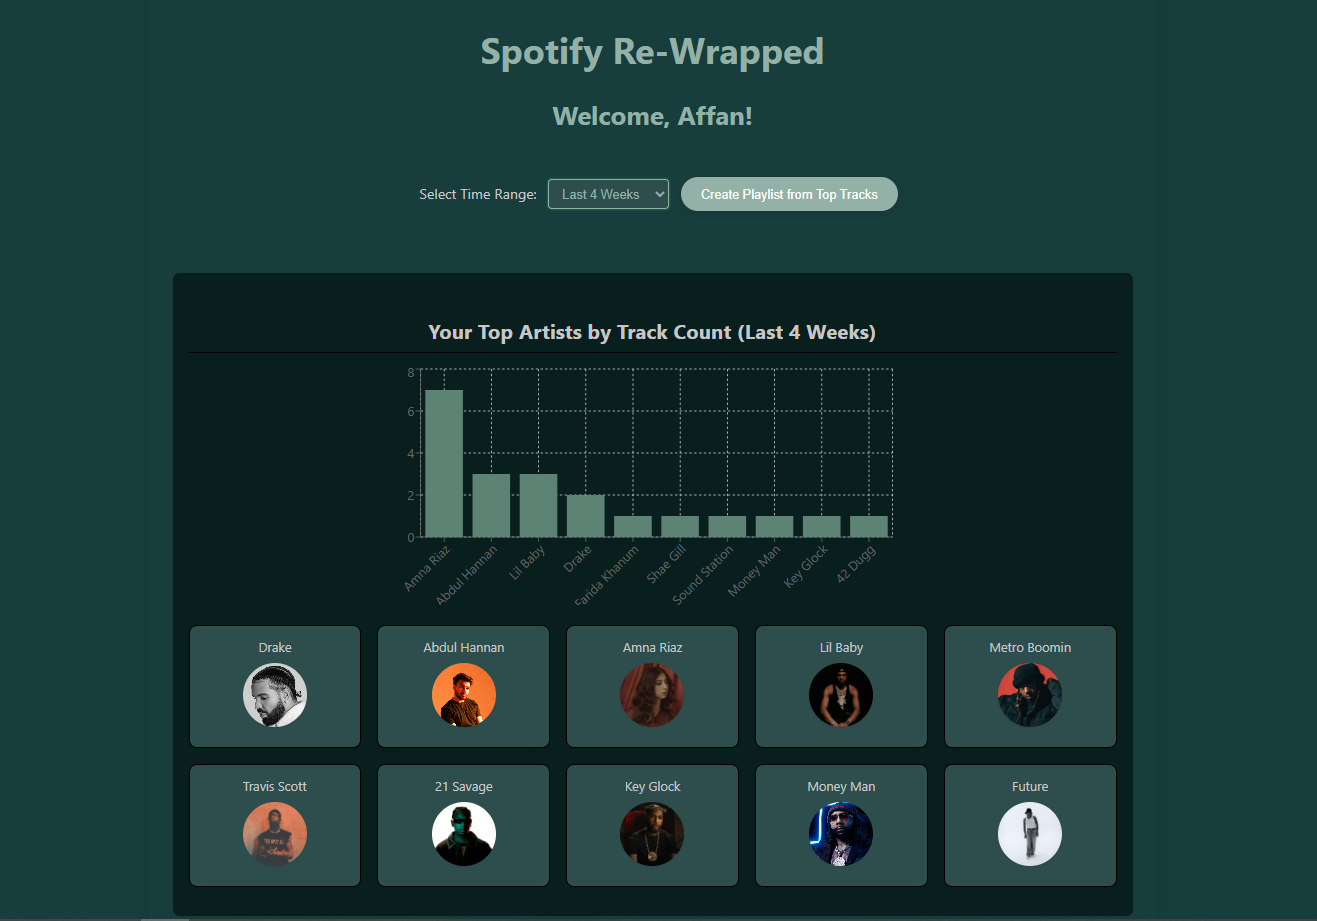 Spotify Re-Wrapped
Welcome, Affan!
Select Time Range: Last 4 Weeks Create Playlist from Top Tracks
Your Top Artists by Track Count (Last 4 Weeks)
8
6
4
2
0
Amna Riaz Abdul Hannan Lil Baby Drake Farida Khanum Shae Gill Sound Station Money Man Key Glock 42 Dugg
Drake Abdul Hannan Amna Riaz Lil Baby Metro Boomin
Travis Scott 21 Savage Key Glock Money Man Future